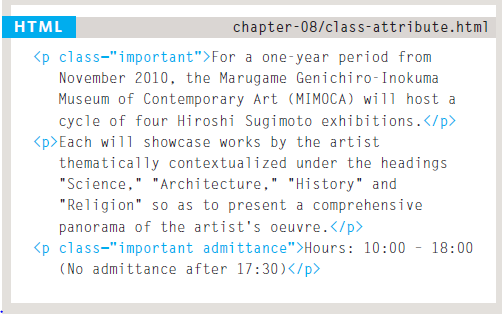 HTML
chapter-08/class-attribute.html
<p class="important">For a one-year period from
November 2010, the Marugame Genichiro-Inokuma
Museum of Contemporary Art (MIMOCA) will host a
cycle of four Hiroshi Sugimoto exhibitions.</p>
<p>Each will showcase works by the artist
thematically contextualized under the headings
"Science," "Architecture," "History" and
"Religion" so as to present a comprehensive
panorama of the artist's oeuvre.</p>
<p class="important admittance">Hours: 10:00 – 18:00
(No admittance after 17:30)</p>